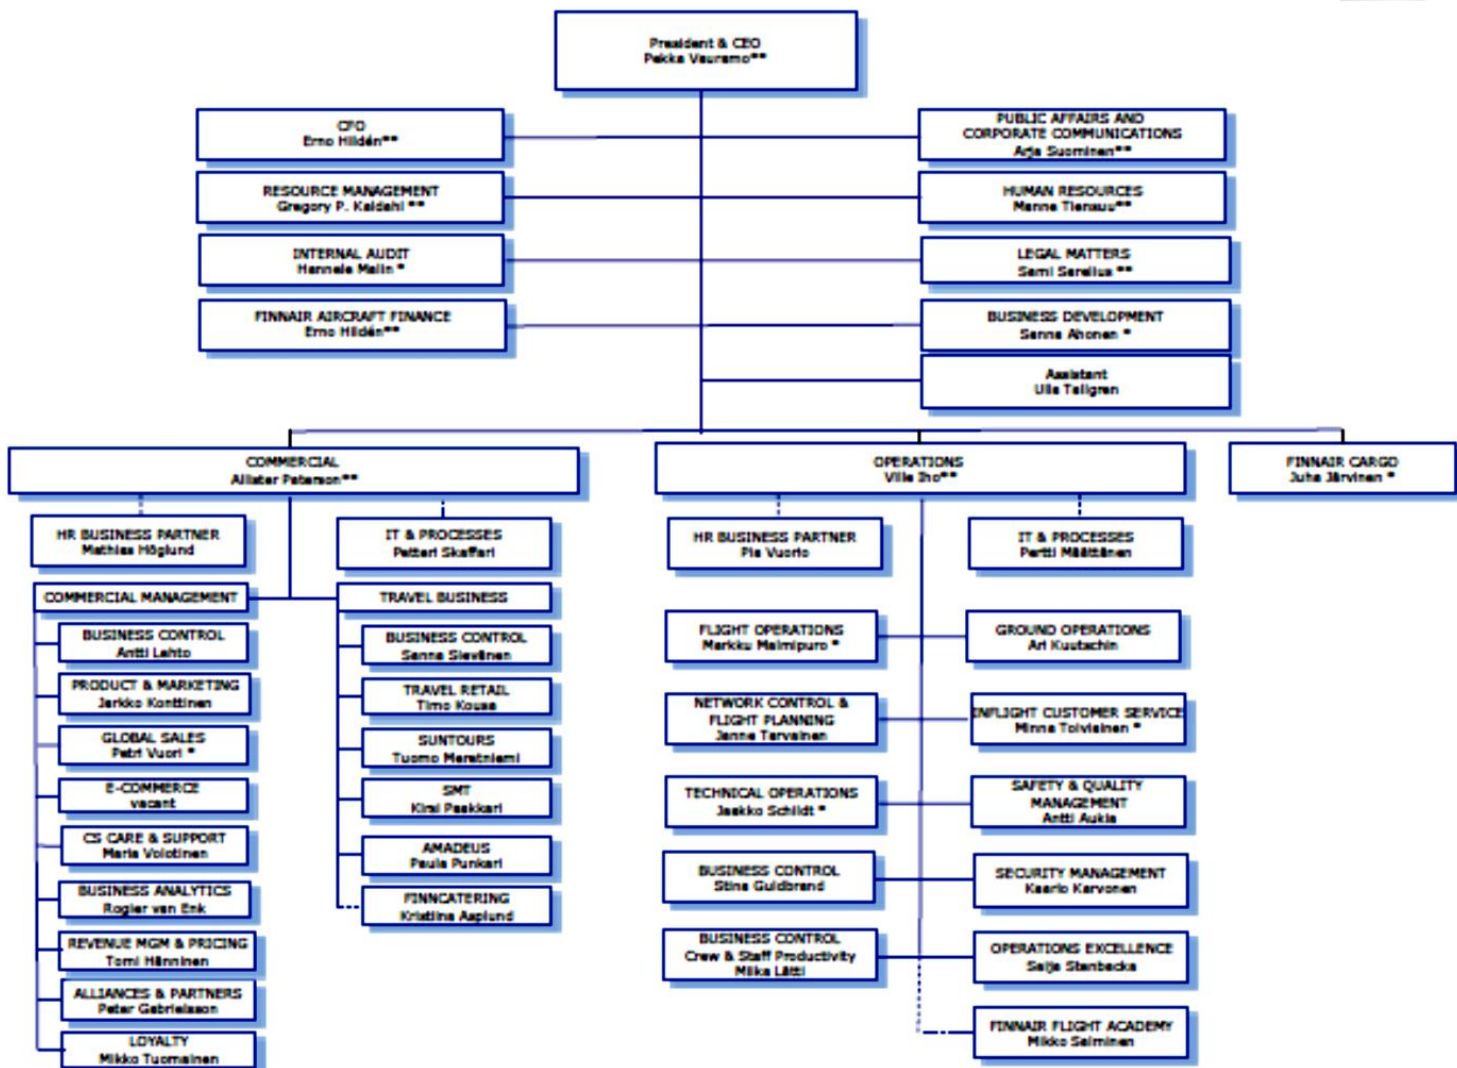 President & CEO
Pekka Vauramo**
CFO
Erno Hildén**
PUBLIC AFFAIRS AND
CORPORATE COMMUNICATIONS
Arja Suominen**
RESOURCE MANAGEMENT
Gregory P. Kaldahl **
HUMAN RESOURCES
Manne Tiensuu**
INTERNAL AUDIT
Hannele Malin *
LEGAL MATTERS
Sami Sarelius **
FINNAIR AIRCRAFT FINANCE
Erno Hildén**
BUSINESS DEVELOPMENT
Sanna Ahonen *
Assistant
Ulla Tallgren
COMMERCIAL
Allister Paterson**
OPERATIONS
Ville Iho**
FINNAIR CARGO
Juha Järvinen *
HR BUSINESS PARTNER
Mathias Höglund
IT & PROCESSES
Petteri Skaffari
COMMERCIAL MANAGEMENT
TRAVEL BUSINESS
BUSINESS CONTROL
Antti Lehto
PRODUCT & MARKETING
Jarkko Konttinen
GLOBAL SALES
Petri Vuori *
E-COMMERCE
vacant
CS CARE & SUPPORT
Maria Volotinen
BUSINESS ANALYTICS
Rogier van Enk
REVENUE MGM & PRICING
Tomi Hänninen
ALLIANCES & PARTNERS
Peter Gabrielsson
LOYALTY
Mikko Tuomainen
BUSINESS CONTROL
Sanna Sievänen
TRAVEL RETAIL
Timo Kousa
SUNTOURS
Tuomo Meretniemi
SMT
Kirsi Paakkari
AMADEUS
Paula Punkari
FINNCATERING
Kristiina Asplund
HR BUSINESS PARTNER
Pia Vuorio
IT & PROCESSES
Pertti Määttänen
FLIGHT OPERATIONS
Markku Malmipuro *
GROUND OPERATIONS
Ari Kuutschin
NETWORK CONTROL &
FLIGHT PLANNING
Janne Tarvainen
INFLIGHT CUSTOMER SERVICE
Minna Tolviainen *
TECHNICAL OPERATIONS
Jaakko Schildt *
SAFETY & QUALITY
MANAGEMENT
Antti Aukia
BUSINESS CONTROL
Stina Guldbrand
SECURITY MANAGEMENT
Kaarlo Karvonen
BUSINESS CONTROL
Crew & Staff Productivity
Miika Lätti
OPERATIONS EXCELLENCE
Saija Stenbacka
FINNAIR FLIGHT ACADEMY
Mikko Salminen